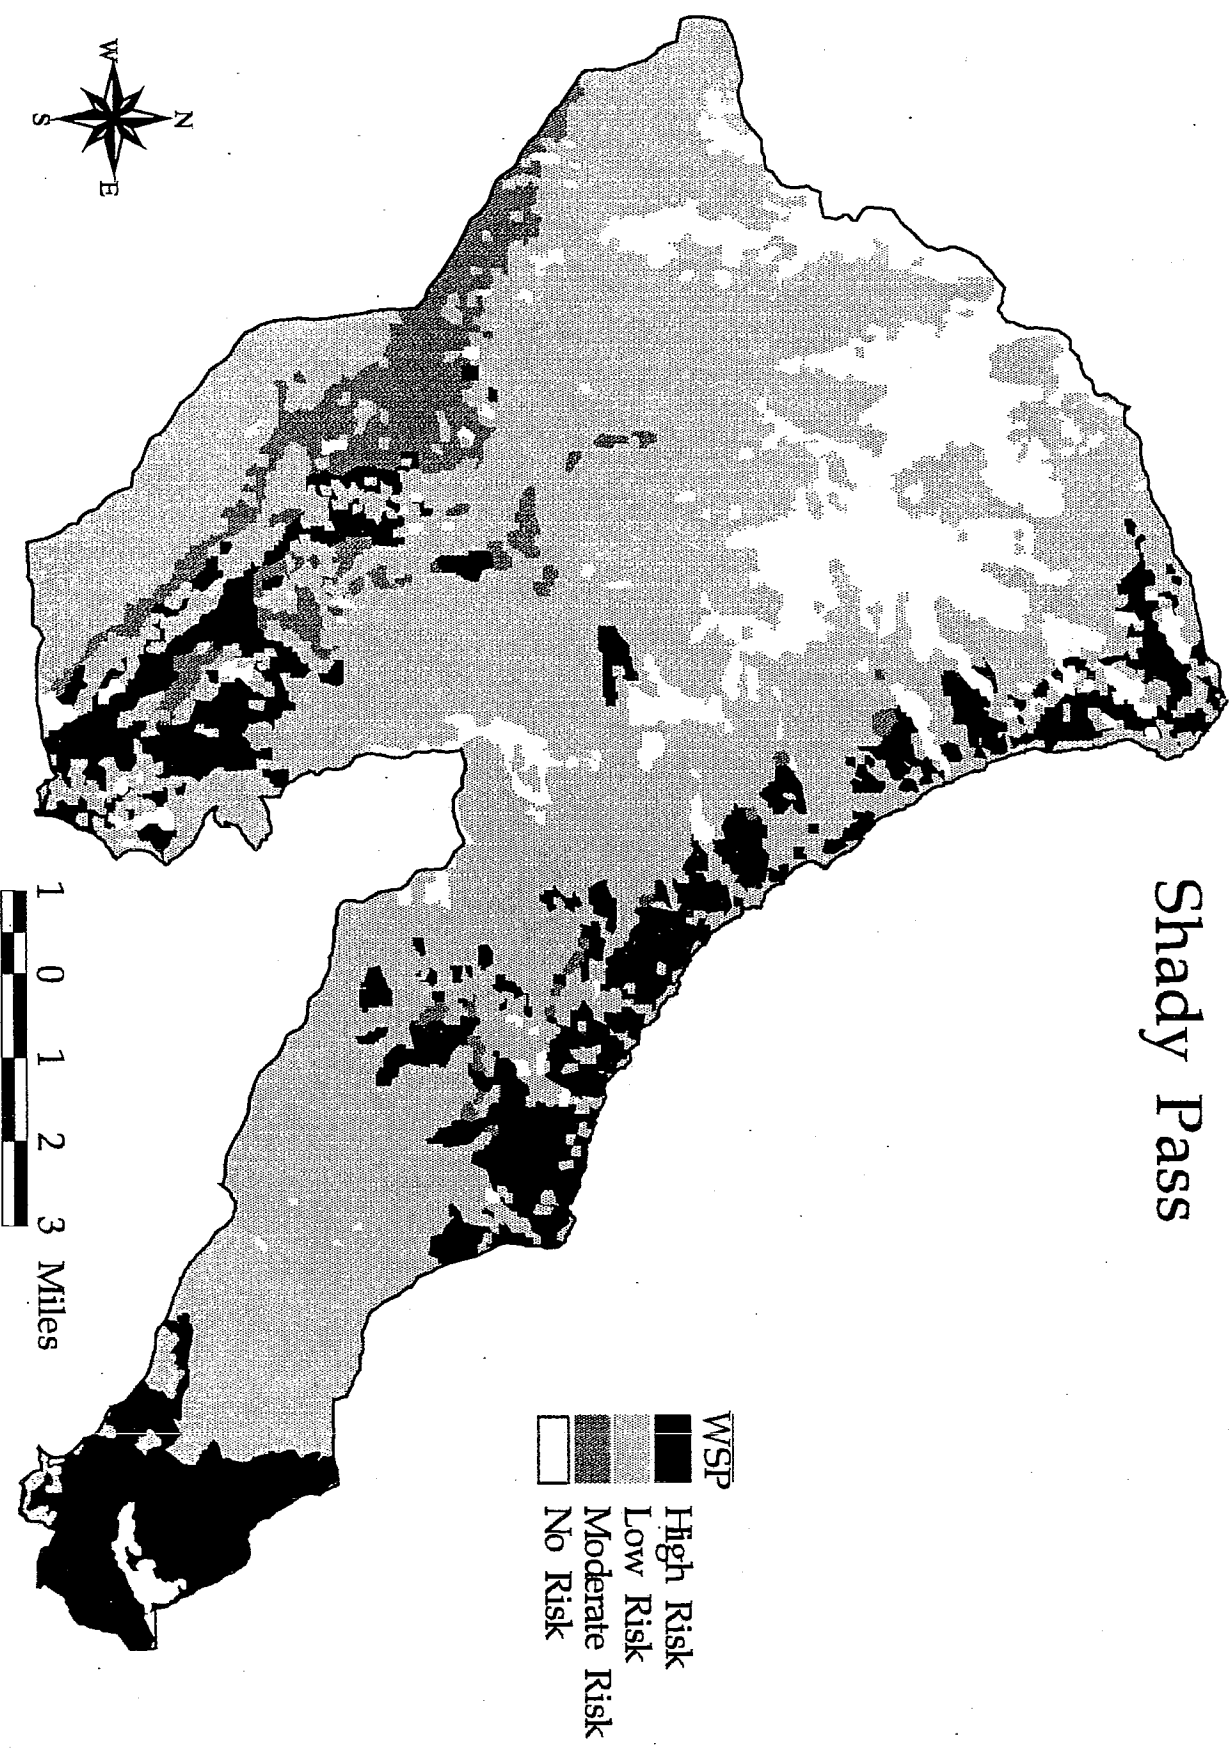 Shady Pass
WSP
High Risk
Low Risk
Moderate Risk
No Risk
N
W
E
S
1 0 1 2 3 Miles